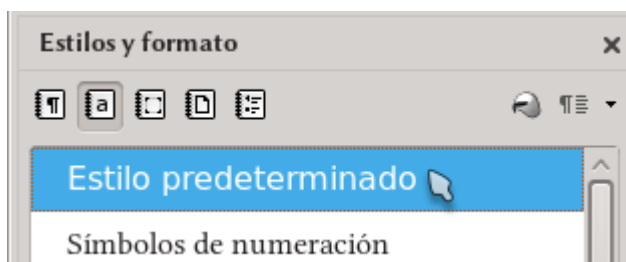 Estilos y formato
Estilo predeterminado
Símbolos de numeración